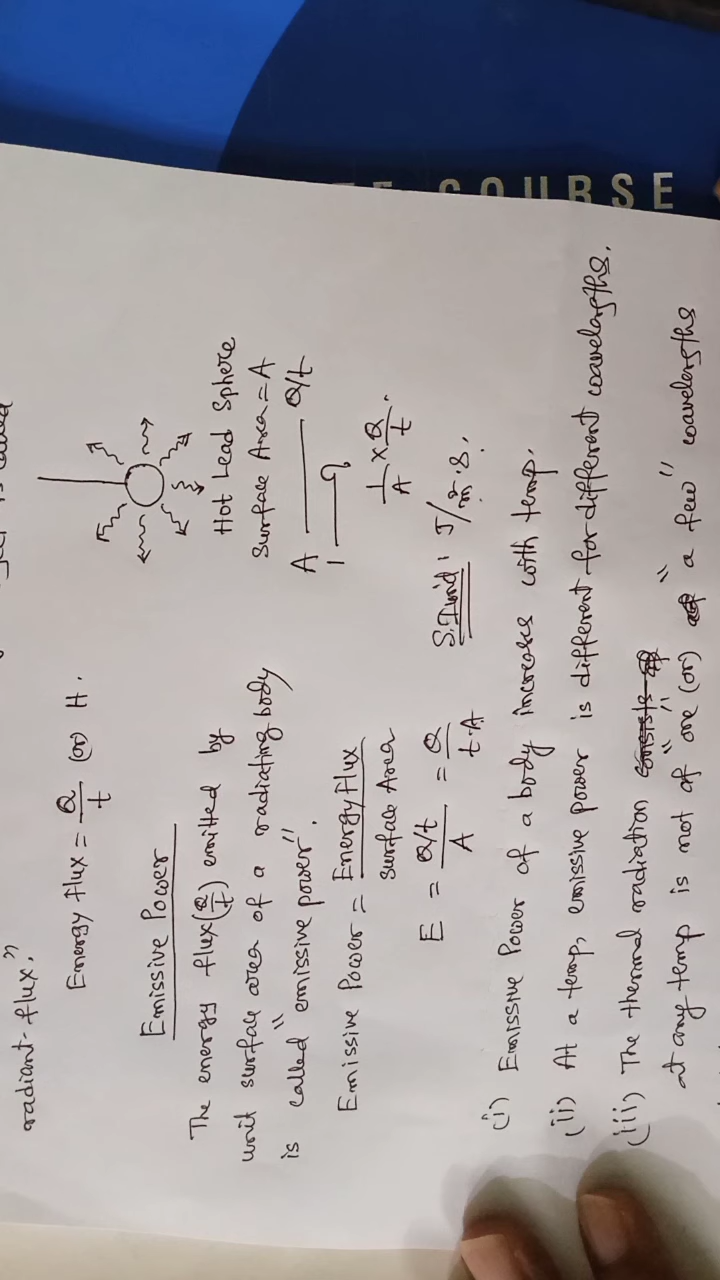 radiant-flux."
Energy flux = Q/t (or) H.
Emissive Power
The energy flux (Q/t) emitted by
unit surface area of a radiating body
is called "emissive power".
Hot Lead Sphere
Surface Area = A
A —— Q/t
1 —— ?
1/A × Q/t.
Emissive Power = Energy flux / Surface Area
E = Q/t / A = Q / t·A
S.I unit: J/m².s.
(i) Emissive Power of a body increases with temp.
(ii) At a temp, emissive power is different for different wavelengths.
(iii) The thermal radiation
at any temp is not of "one" (or) "a few" wavelengths
COURSE